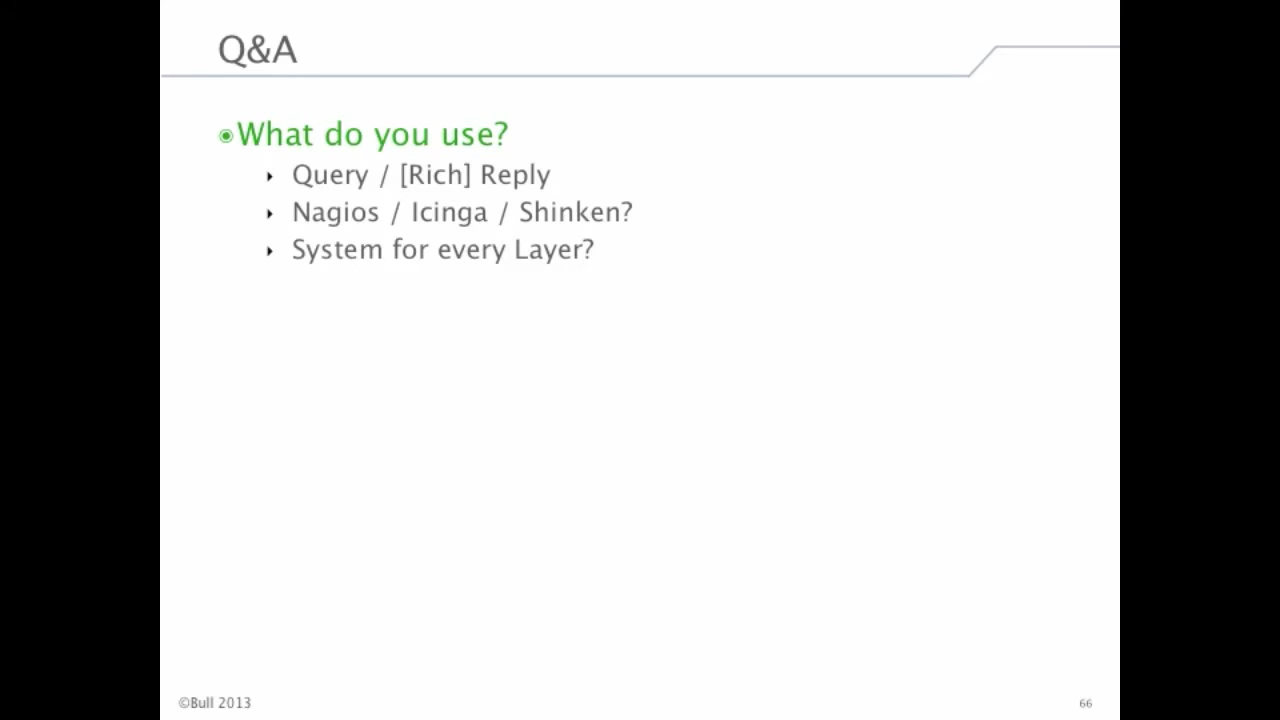 Q&A
What do you use?
Query / [Rich] Reply
Nagios / Icinga / Shinken?
System for every Layer?
©Bull 2013
66